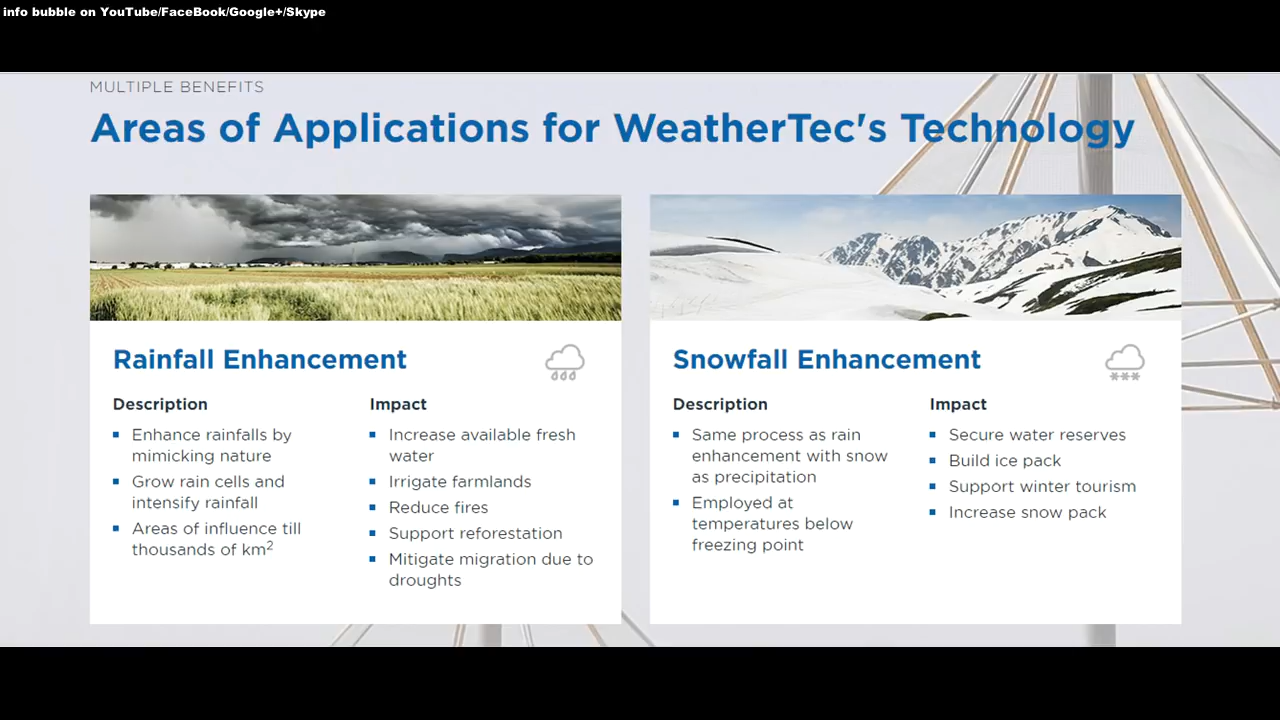 info bubble on YouTube/FaceBook/Google+/Skype
MULTIPLE BENEFITS
Areas of Applications for WeatherTec's Technology
Rainfall Enhancement
Description
Enhance rainfalls by
mimicking nature
Grow rain cells and
intensify rainfall
Areas of influence till
thousands of km²
Impact
Increase available fresh
water
Irrigate farmlands
Reduce fires
Support reforestation
Mitigate migration due to
droughts
Snowfall Enhancement
Description
Same process as rain
enhancement with snow
as precipitation
Employed at
temperatures below
freezing point
Impact
Secure water reserves
Build ice pack
Support winter tourism
Increase snow pack